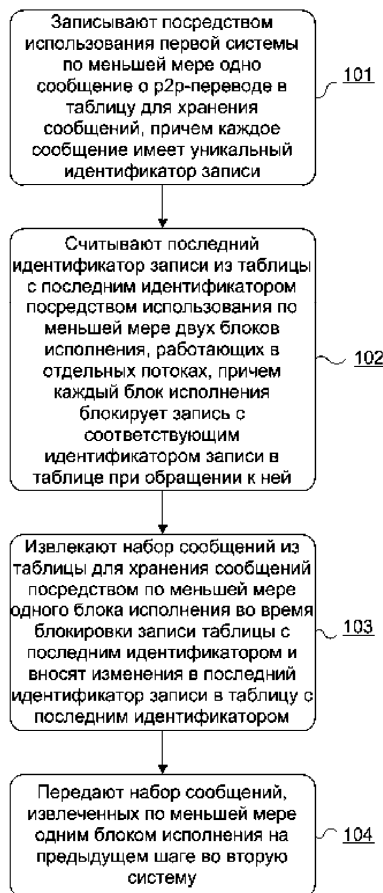 Записывают посредством
использования первой системы
по меньшей мере одно
сообщение о p2p-переводе в
таблицу для хранения
сообщений, причем каждое
сообщение имеет уникальный
идентификатор записи
101
Считывают последний
идентификатор записи из таблицы
с последним идентификатором
посредством использования по
меньшей мере двух блоков
исполнения, работающих в
отдельных потоках, причем
каждый блок исполнения
блокирует запись с
соответствующим
идентификатором записи в
таблице при обращении к ней
102
Извлекают набор сообщений из
таблицы для хранения сообщений
посредством по меньшей мере
одного блока исполнения во время
блокировки записи таблицы с
последним идентификатором и
вносят изменения в последний
идентификатор записи в таблицу с
последним идентификатором
103
Передают набор сообщений,
извлеченных по меньшей мере
одним блоком исполнения на
предыдущем шаге во вторую
систему
104